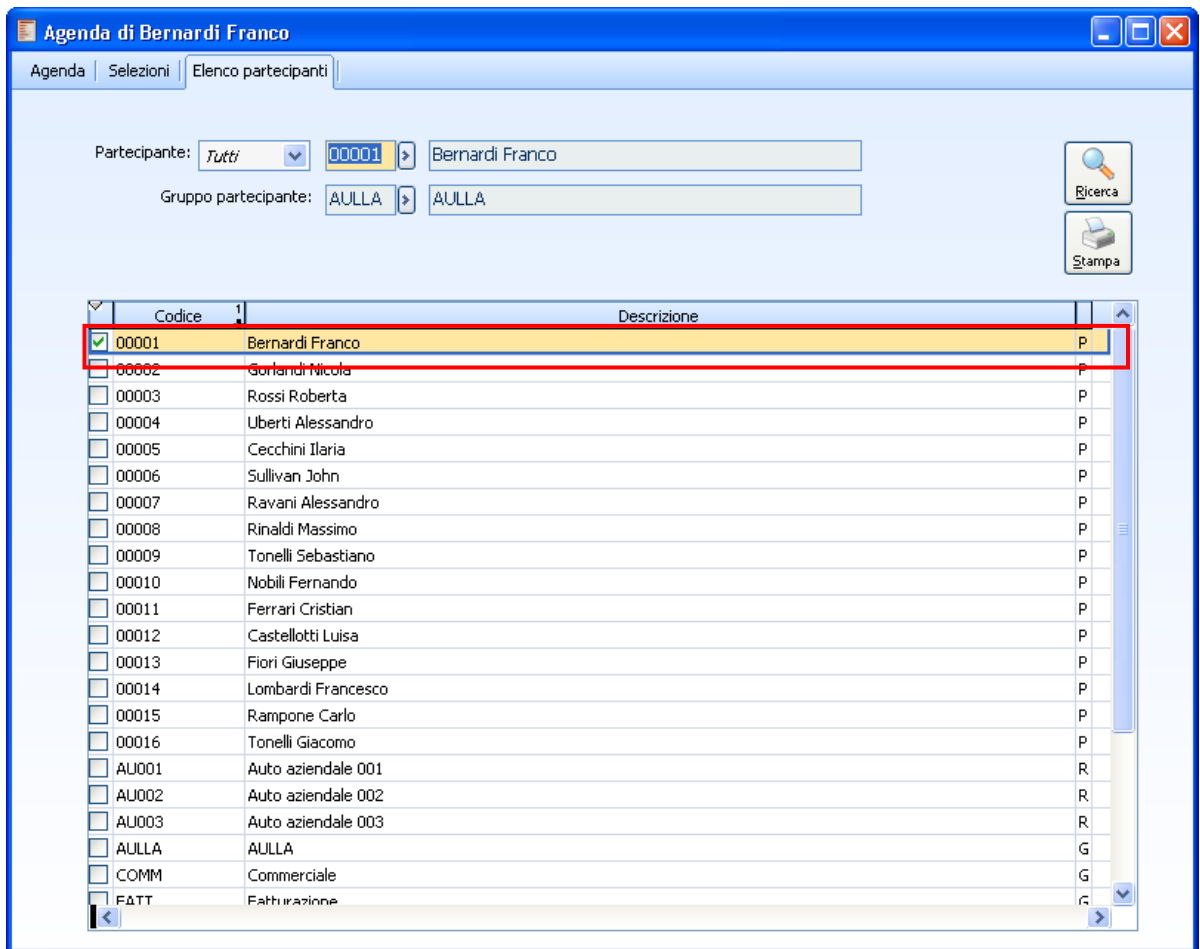 Agenda di Bernardi Franco
Agenda Selezioni Elenco partecipanti
Partecipante: Tutti 00001 Bernardi Franco
Gruppo partecipante: AULLA AULLA
Ricerca
Stampa
Codice 1 Descrizione
00001 Bernardi Franco P
00002 Gorlandi Nicola P
00003 Rossi Roberta P
00004 Uberti Alessandro P
00005 Cecchini Ilaria P
00006 Sullivan John P
00007 Ravani Alessandro P
00008 Rinaldi Massimo P
00009 Tonelli Sebastiano P
00010 Nobili Fernando P
00011 Ferrari Cristian P
00012 Castellotti Luisa P
00013 Fiori Giuseppe P
00014 Lombardi Francesco P
00015 Rampone Carlo P
00016 Tonelli Giacomo P
AU001 Auto aziendale 001 R
AU002 Auto aziendale 002 R
AU003 Auto aziendale 003 R
AULLA AULLA G
COMM Commerciale G
FATT Fatturazione G